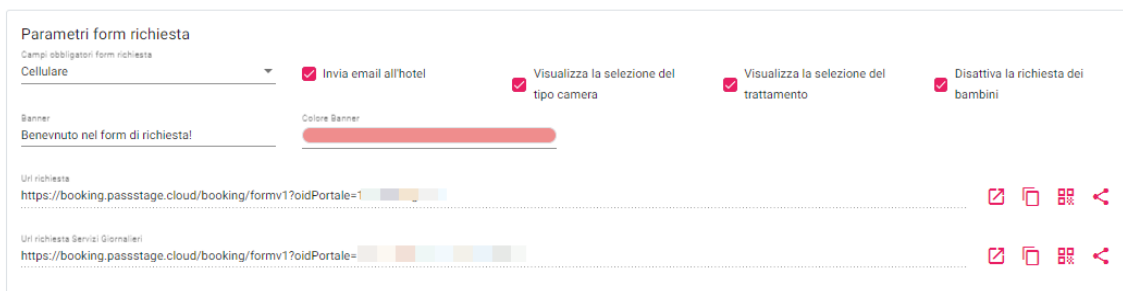 Parametri form richiesta
Campi obbligatori form richiesta
Cellulare
Invia email all'hotel
Visualizza la selezione del
tipo camera
Visualizza la selezione del
trattamento
Disattiva la richiesta dei
bambini
Banner
Benevnuto nel form di richiesta!
Colore Banner
Url richiesta
https://booking.passstage.cloud/booking/formv1?oidPortale=1
Url richiesta Servizi Giornalieri
https://booking.passstage.cloud/booking/formv1?oidPortale=